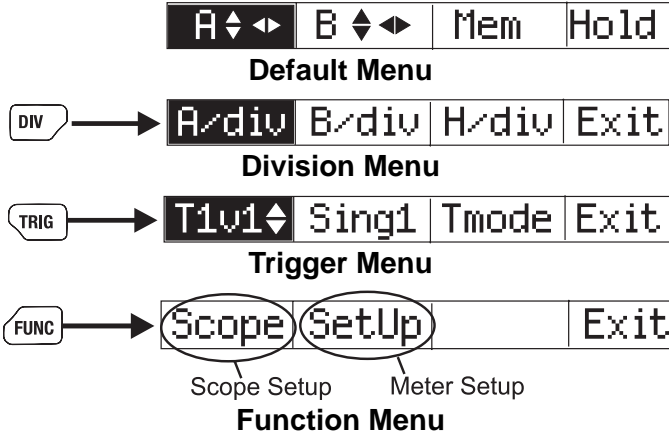 A B Mem Hold
Default Menu
DIV A/div B/div H/div Exit
Division Menu
TRIG T1v1 Sing1 Tmode Exit
Trigger Menu
FUNC Scope SetUp Exit
Scope Setup Meter Setup
Function Menu